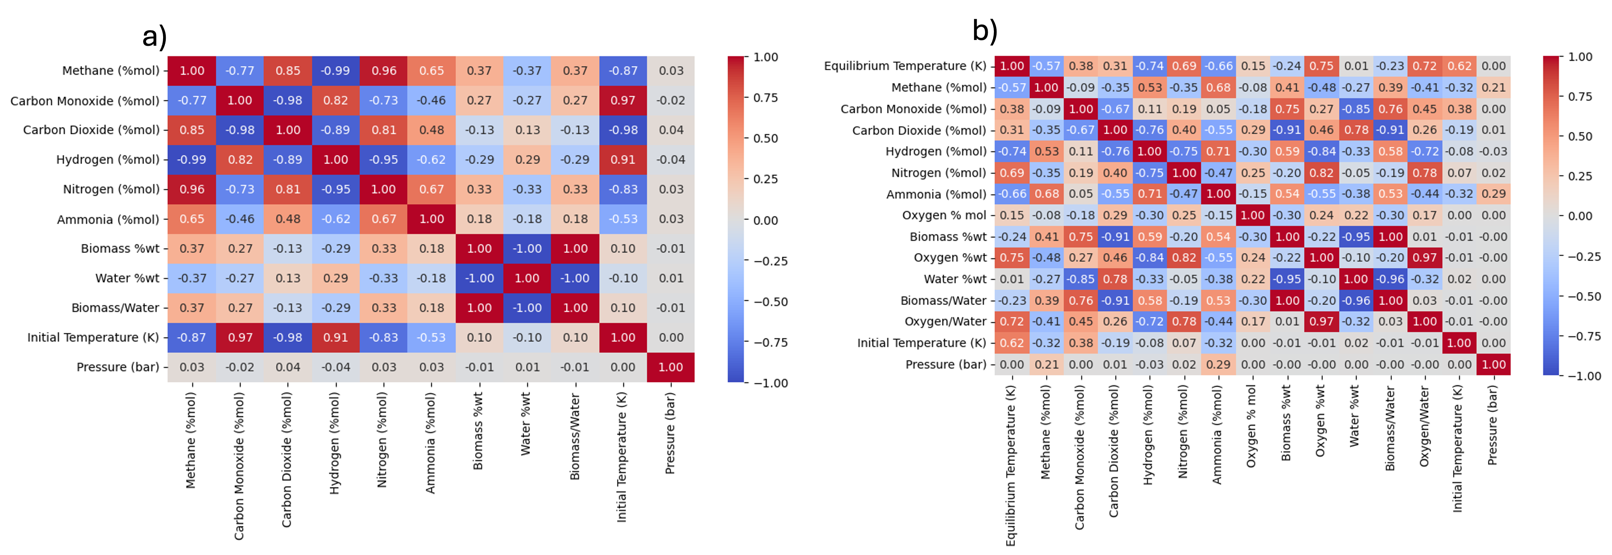 a)
Methane (%mol) 1.00 -0.77 0.85 -0.99 0.96 0.65 0.37 -0.37 0.37 -0.87 0.03
Carbon Monoxide (%mol) -0.77 1.00 -0.98 0.82 -0.73 -0.46 0.27 -0.27 0.27 0.97 -0.02
Carbon Dioxide (%mol) 0.85 -0.98 1.00 -0.89 0.81 0.48 -0.13 0.13 -0.13 -0.98 0.04
Hydrogen (%mol) -0.99 0.82 -0.89 1.00 -0.95 -0.62 -0.29 0.29 -0.29 0.91 -0.04
Nitrogen (%mol) 0.96 -0.73 0.81 -0.95 1.00 0.67 0.33 -0.33 0.33 -0.83 0.03
Ammonia (%mol) 0.65 -0.46 0.48 -0.62 0.67 1.00 0.18 -0.18 0.18 -0.53 0.03
Biomass %wt 0.37 0.27 -0.13 -0.29 0.33 0.18 1.00 -1.00 1.00 0.10 -0.01
Water %wt -0.37 -0.27 0.13 0.29 -0.33 -0.18 -1.00 1.00 -1.00 -0.10 0.01
Biomass/Water 0.37 0.27 -0.13 -0.29 0.33 0.18 1.00 -1.00 1.00 0.10 -0.01
Initial Temperature (K) -0.87 0.97 -0.98 0.91 -0.83 -0.53 0.10 -0.10 0.10 1.00 0.00
Pressure (bar) 0.03 -0.02 0.04 -0.04 0.03 0.03 -0.01 0.01 -0.01 0.00 1.00
Methane (%mol)
Carbon Monoxide (%mol)
Carbon Dioxide (%mol)
Hydrogen (%mol)
Nitrogen (%mol)
Ammonia (%mol)
Biomass %wt
Water %wt
Biomass/Water
Initial Temperature (K)
Pressure (bar)
1.00
0.75
0.50
0.25
0.00
−0.25
−0.50
−0.75
−1.00
b)
Equilibrium Temperature (K) 1.00 -0.57 0.38 0.31 -0.74 0.69 -0.66 0.15 -0.24 0.75 0.01 -0.23 0.72 0.62 0.00
Methane (%mol) -0.57 1.00 -0.09 -0.35 0.53 -0.35 0.68 -0.08 0.41 -0.48 -0.27 0.39 -0.41 -0.32 0.21
Carbon Monoxide (%mol) 0.38 -0.09 1.00 -0.67 0.11 0.19 0.05 -0.18 0.75 0.27 -0.85 0.76 0.45 0.38 0.00
Carbon Dioxide (%mol) 0.31 -0.35 -0.67 1.00 -0.76 0.40 -0.55 0.29 -0.91 0.46 0.78 -0.91 0.26 -0.19 0.01
Hydrogen (%mol) -0.74 0.53 0.11 -0.76 1.00 -0.75 0.71 -0.30 0.59 -0.84 -0.33 0.58 -0.72 -0.08 -0.03
Nitrogen (%mol) 0.69 -0.35 0.19 0.40 -0.75 1.00 -0.47 0.25 -0.20 0.82 -0.05 -0.19 0.78 0.07 0.02
Ammonia (%mol) -0.66 0.68 0.05 -0.55 0.71 -0.47 1.00 -0.15 0.54 -0.55 -0.38 0.53 -0.44 -0.32 0.29
Oxygen % mol 0.15 -0.08 -0.18 0.29 -0.30 0.25 -0.15 1.00 -0.30 0.24 0.22 -0.30 0.17 0.00 0.00
Biomass %wt -0.24 0.41 0.75 -0.91 0.59 -0.20 0.54 -0.30 1.00 -0.22 -0.95 1.00 0.01 -0.01 -0.00
Oxygen %wt 0.75 -0.48 0.27 0.46 -0.84 0.82 -0.55 0.24 -0.22 1.00 -0.10 -0.20 0.97 -0.01 -0.00
Water %wt 0.01 -0.27 -0.85 0.78 -0.33 -0.05 -0.38 0.22 -0.95 -0.10 1.00 -0.96 -0.32 0.02 0.00
Biomass/Water -0.23 0.39 0.76 -0.91 0.58 -0.19 0.53 -0.30 1.00 -0.20 -0.96 1.00 0.03 -0.01 -0.00
Oxygen/Water 0.72 -0.41 0.45 0.26 -0.72 0.78 -0.44 0.17 0.01 0.97 -0.32 0.03 1.00 -0.01 -0.00
Initial Temperature (K) 0.62 -0.32 0.38 -0.19 -0.08 0.07 -0.32 0.00 -0.01 -0.01 0.02 -0.01 -0.01 1.00 0.00
Pressure (bar) 0.00 0.21 0.00 0.01 -0.03 0.02 0.29 0.00 -0.00 -0.00 0.00 -0.00 -0.00 0.00 1.00
Equilibrium Temperature (K)
Methane (%mol)
Carbon Monoxide (%mol)
Carbon Dioxide (%mol)
Hydrogen (%mol)
Nitrogen (%mol)
Ammonia (%mol)
Oxygen % mol
Biomass %wt
Oxygen %wt
Water %wt
Biomass/Water
Oxygen/Water
Initial Temperature (K)
Pressure (bar)
1.00
0.75
0.50
0.25
0.00
−0.25
−0.50
−0.75
−1.00